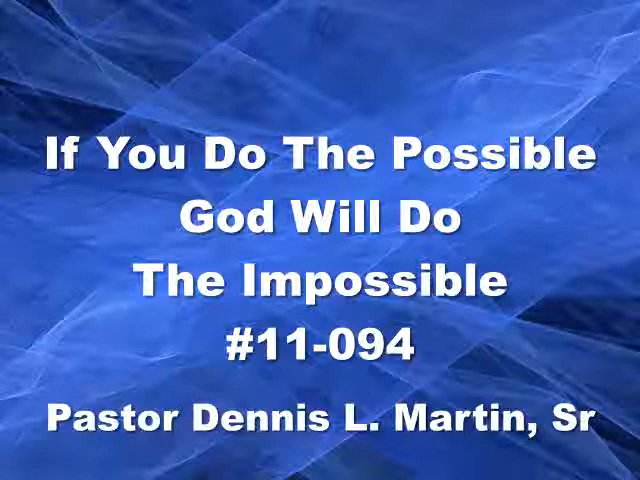 If You Do The Possible
God Will Do
The Impossible
#11-094
Pastor Dennis L. Martin, Sr